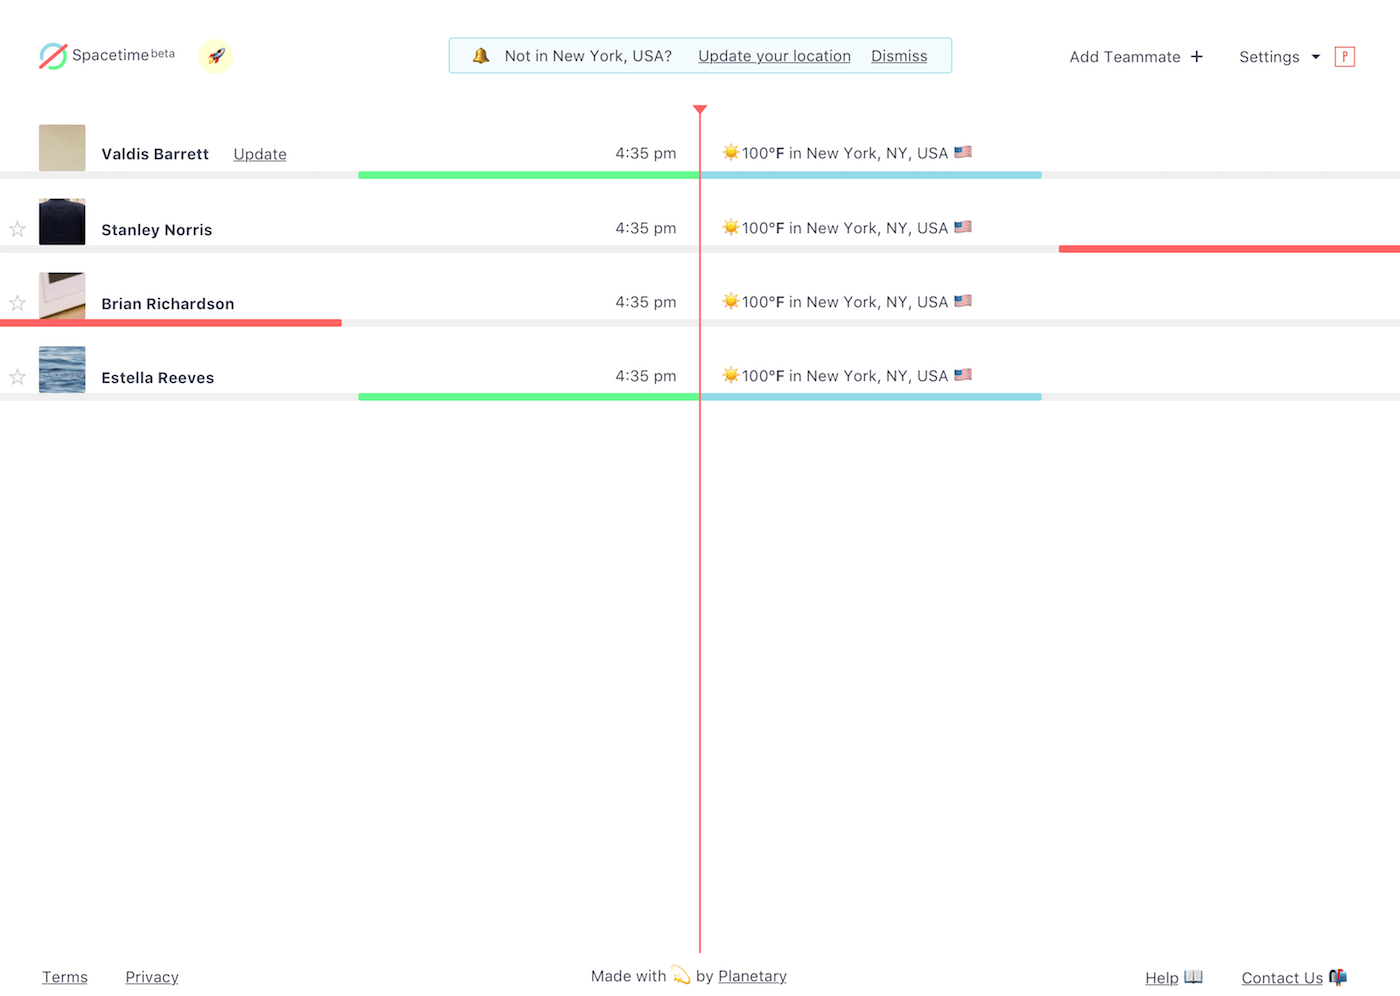 Spacetime beta
Not in New York, USA? Update your location Dismiss
Add Teammate + Settings P
Valdis Barrett Update 4:35 pm 100°F in New York, NY, USA
Stanley Norris 4:35 pm 100°F in New York, NY, USA
Brian Richardson 4:35 pm 100°F in New York, NY, USA
Estella Reeves 4:35 pm 100°F in New York, NY, USA
Terms Privacy Made with by Planetary Help Contact Us